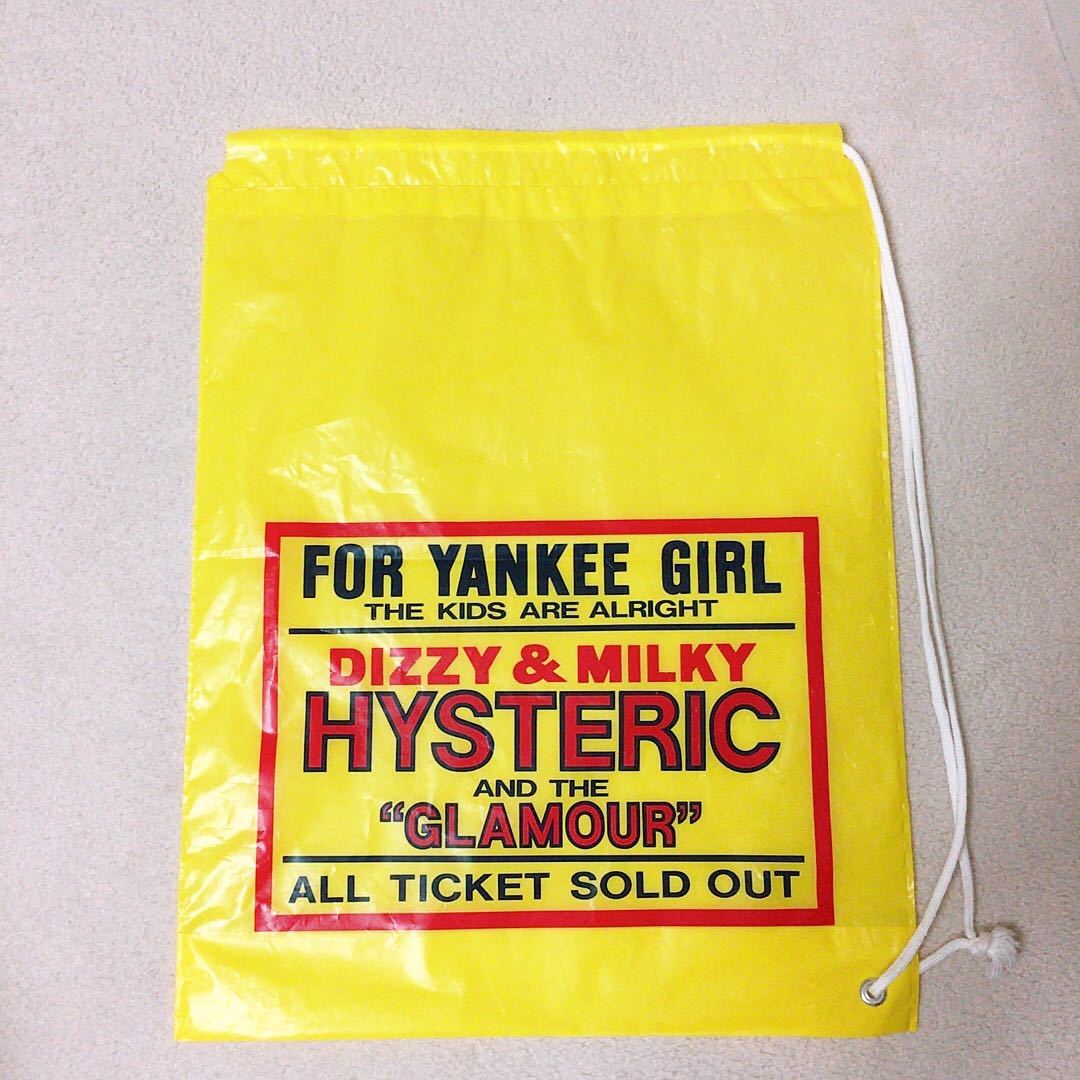 FOR YANKEE GIRL
THE KIDS ARE ALRIGHT
DIZZY & MILKY
HYSTERIC
AND THE
“GLAMOUR”
ALL TICKET SOLD OUT